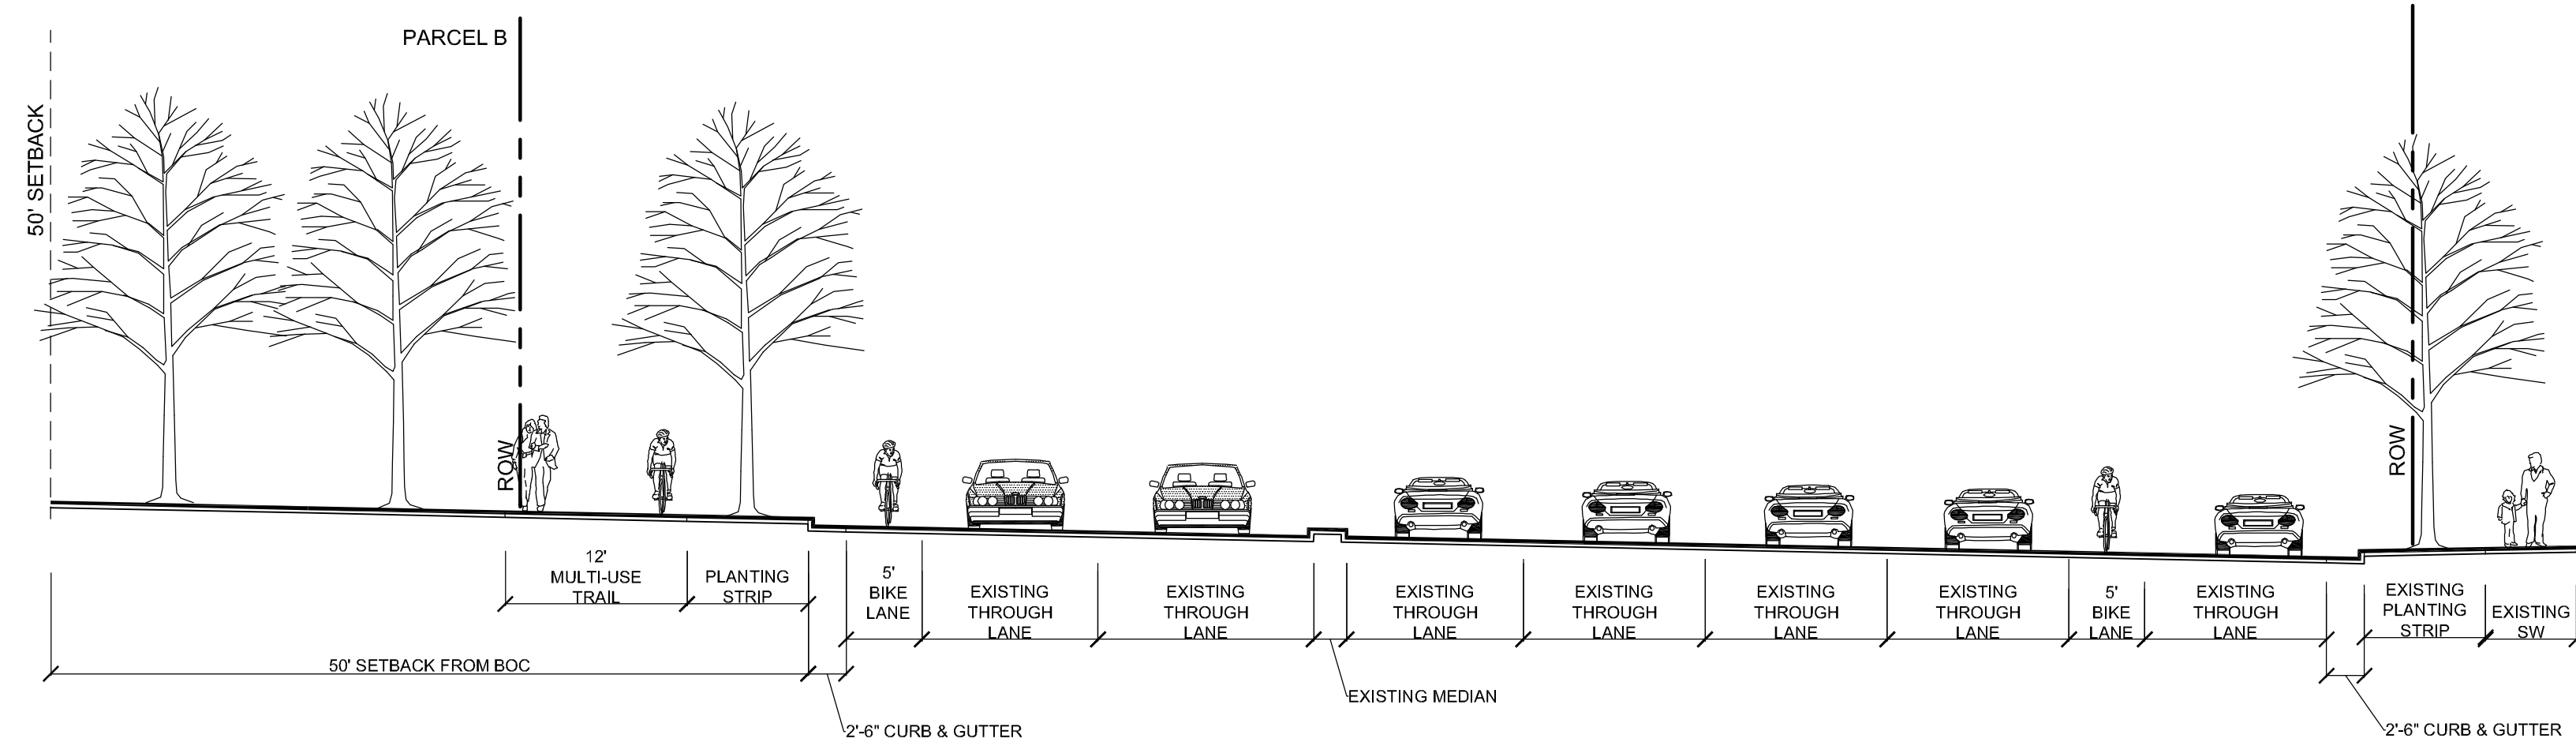 PARCEL B
50' SETBACK
ROW
ROW
12'
MULTI-USE
TRAIL
PLANTING
STRIP
5'
BIKE
LANE
EXISTING
THROUGH
LANE
EXISTING
THROUGH
LANE
EXISTING
THROUGH
LANE
EXISTING
THROUGH
LANE
EXISTING
THROUGH
LANE
EXISTING
THROUGH
LANE
5'
BIKE
LANE
EXISTING
THROUGH
LANE
EXISTING
PLANTING
STRIP
EXISTING
SW
50' SETBACK FROM BOC
EXISTING MEDIAN
2'-6" CURB & GUTTER
2'-6" CURB & GUTTER